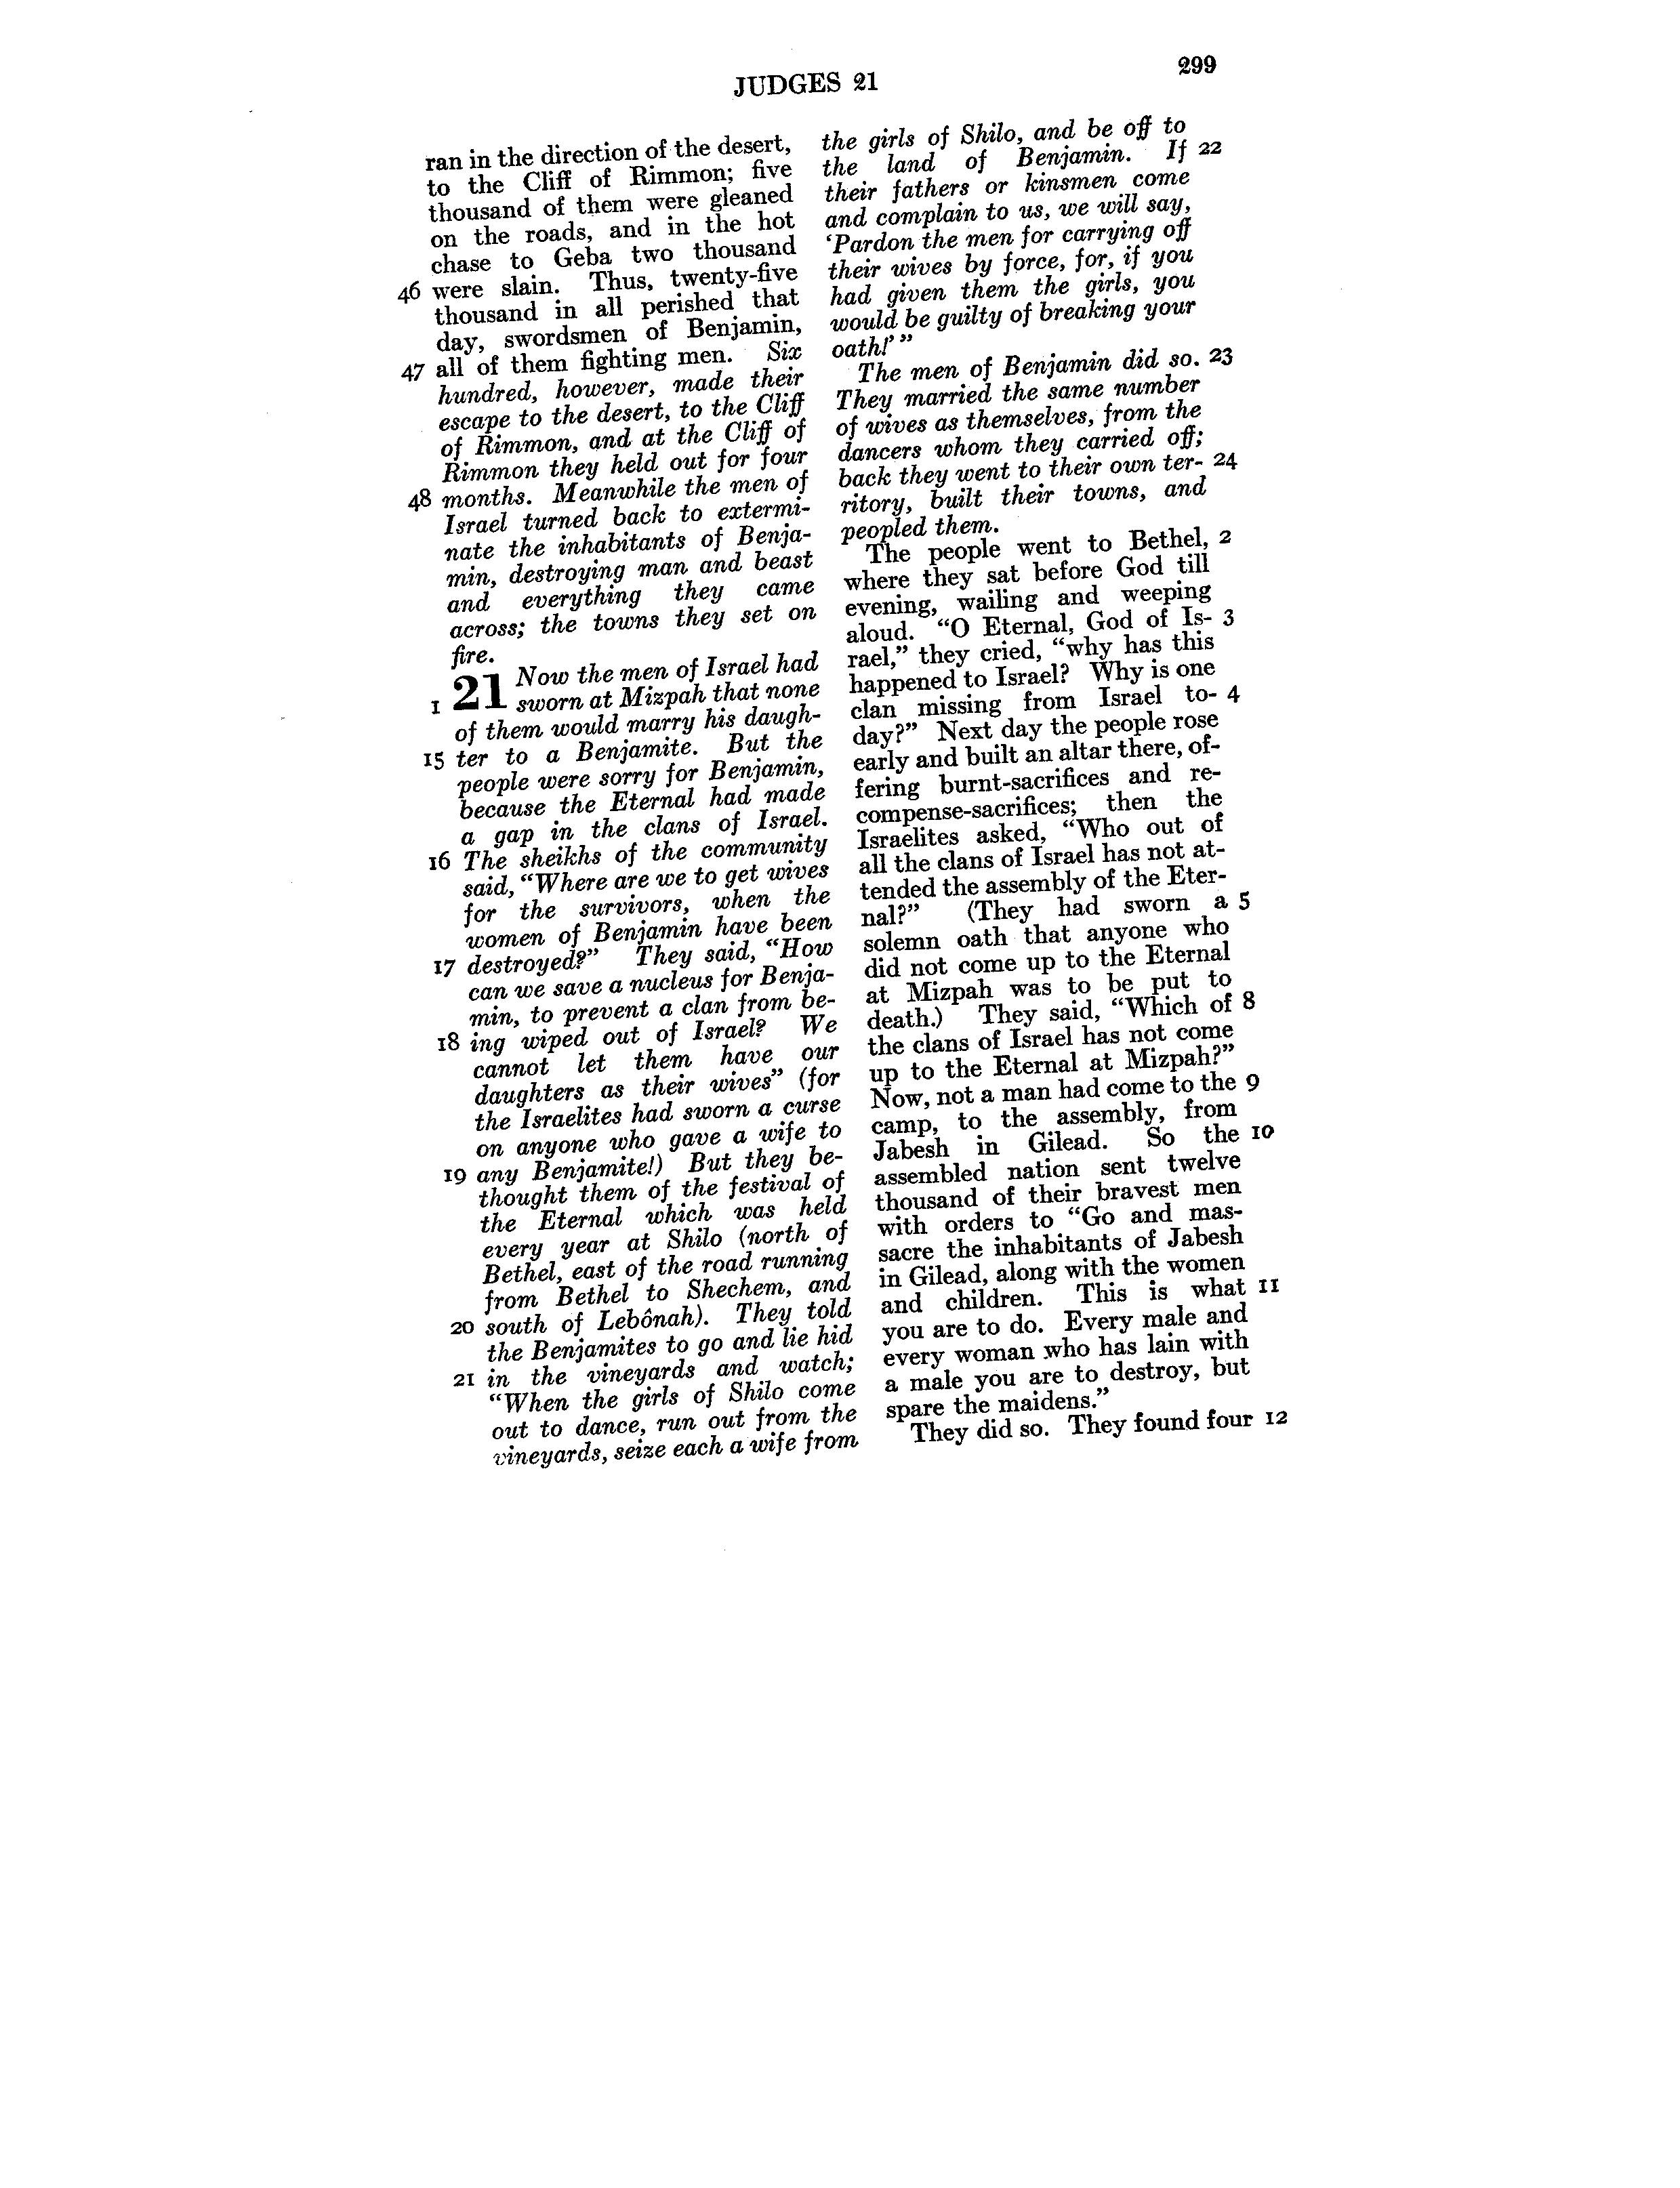 JUDGES 21
299
ran in the direction of the desert,
to the Cliff of Rimmon; five
thousand of them were gleaned
on the roads, and in the hot
chase to Geba two thousand
46 were slain. Thus, twenty-five
thousand in all perished that
day, swordsmen of Benjamin,
47 all of them fighting men. Six
hundred, however, made their
escape to the desert, to the Cliff
of Rimmon, and at the Cliff of
Rimmon they held out for four
48 months. Meanwhile the men of
Israel turned back to extermi-
nate the inhabitants of Benja-
min, destroying man and beast
and everything they came
across; the towns they set on
fire.
21 Now the men of Israel had
1 sworn at Mizpah that none
of them would marry his daugh-
15 ter to a Benjamite. But the
people were sorry for Benjamin,
because the Eternal had made
a gap in the clans of Israel.
16 The sheikhs of the community
said, “Where are we to get wives
for the survivors, when the
women of Benjamin have been
17 destroyed?” They said, “How
can we save a nucleus for Benja-
min, to prevent a clan from be-
18 ing wiped out of Israel? We
cannot let them have our
daughters as their wives” (for
the Israelites had sworn a curse
on anyone who gave a wife to
19 any Benjamite!) But they be-
thought them of the festival of
the Eternal which was held
every year at Shilo (north of
Bethel, east of the road running
from Bethel to Shechem, and
20 south of Lebônah). They told
the Benjamites to go and lie hid
21 in the vineyards and watch;
“When the girls of Shilo come
out to dance, run out from the
vineyards, seize each a wife from
the girls of Shilo, and be off to
the land of Benjamin. If 22
their fathers or kinsmen come
and complain to us, we will say,
‘Pardon the men for carrying off
their wives by force, for, if you
had given them the girls, you
would be guilty of breaking your
oath!’ ”
The men of Benjamin did so. 23
They married the same number
of wives as themselves, from the
dancers whom they carried off;
back they went to their own ter- 24
ritory, built their towns, and
peopled them.
The people went to Bethel, 2
where they sat before God till
evening, wailing and weeping
aloud. “O Eternal, God of Is- 3
rael,” they cried, “why has this
happened to Israel? Why is one
clan missing from Israel to- 4
day?” Next day the people rose
early and built an altar there, of-
fering burnt-sacrifices and re-
compense-sacrifices; then the
Israelites asked, “Who out of
all the clans of Israel has not at-
tended the assembly of the Eter-
nal?” (They had sworn a 5
solemn oath that anyone who
did not come up to the Eternal
at Mizpah was to be put to
death.) They said, “Which of 8
the clans of Israel has not come
up to the Eternal at Mizpah?”
Now, not a man had come to the 9
camp, to the assembly, from
Jabesh in Gilead. So the 10
assembled nation sent twelve
thousand of their bravest men
with orders to “Go and mas-
sacre the inhabitants of Jabesh
in Gilead, along with the women
and children. This is what 11
you are to do. Every male and
every woman who has lain with
a male you are to destroy, but
spare the maidens.”
They did so. They found four 12